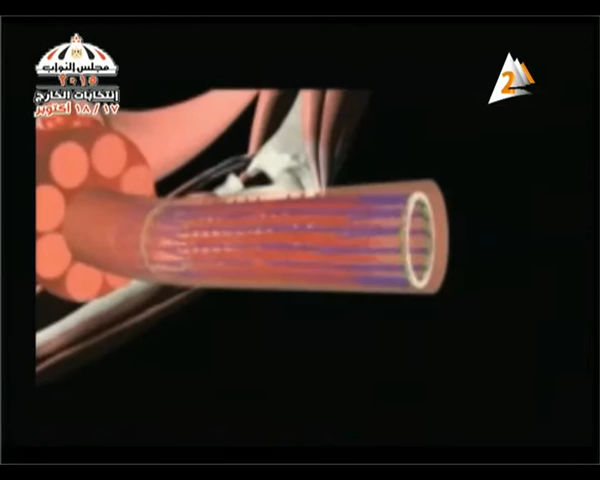 مجلس النواب
٢٠١٥
إنتخابات الخارج
١٧ / ١٨ أكتوبر
2